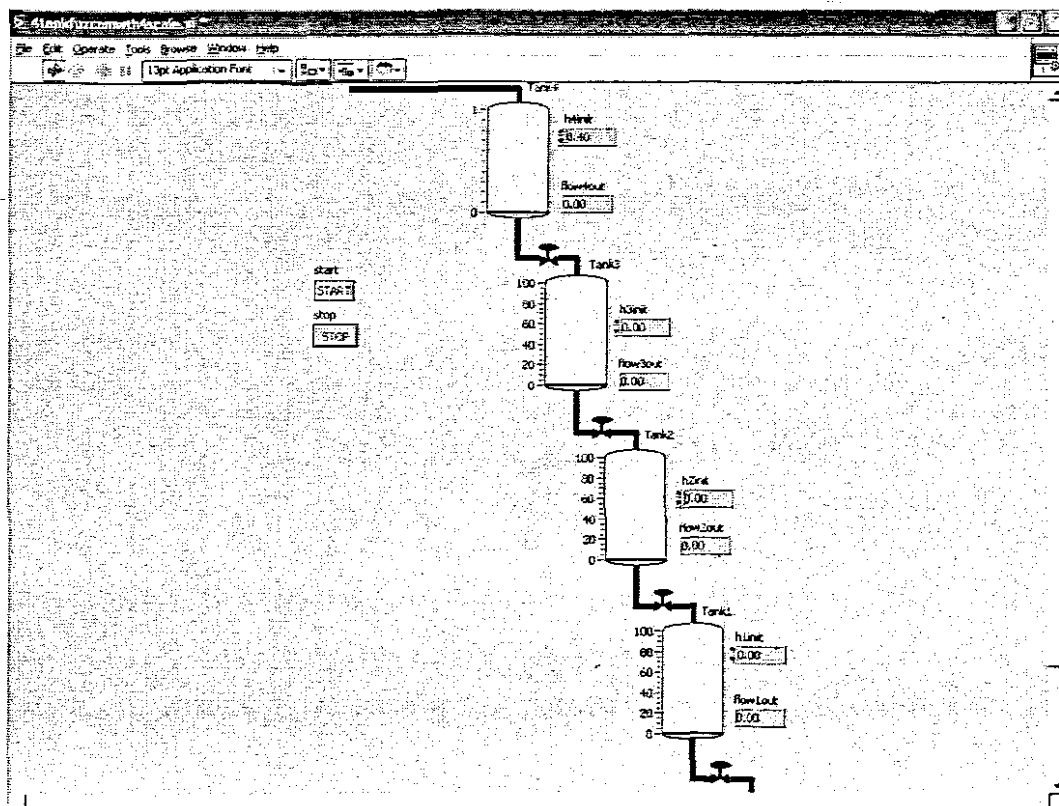 File Edit Operate Tools Browse Window Help
13pt Application Font
1
h4init
0.40
flow4out
0
0.00
start
START
stop
STOP
Tank3
100
80
60
40
20
0
h3init
0.00
flow3out
0.00
Tank2
100
80
60
40
20
0
h2init
0.00
flow2out
0.00
Tank1
100
80
60
40
20
0
h1init
0.00
flow1out
0.00